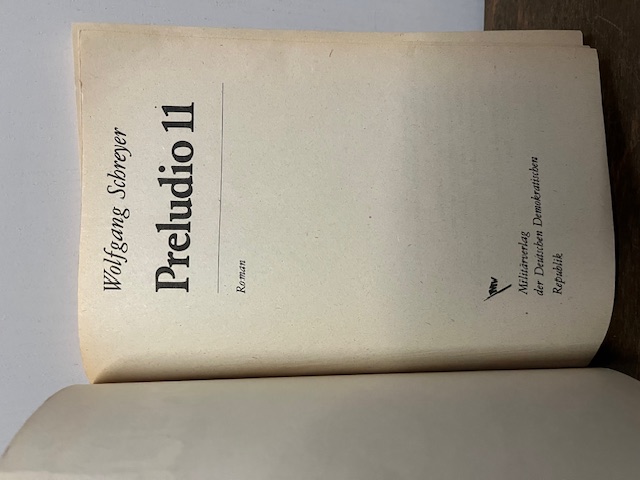 Wolfgang Schreyer
Preludio 11
Roman
Militärverlag
der Deutschen Demokratischen
Republik